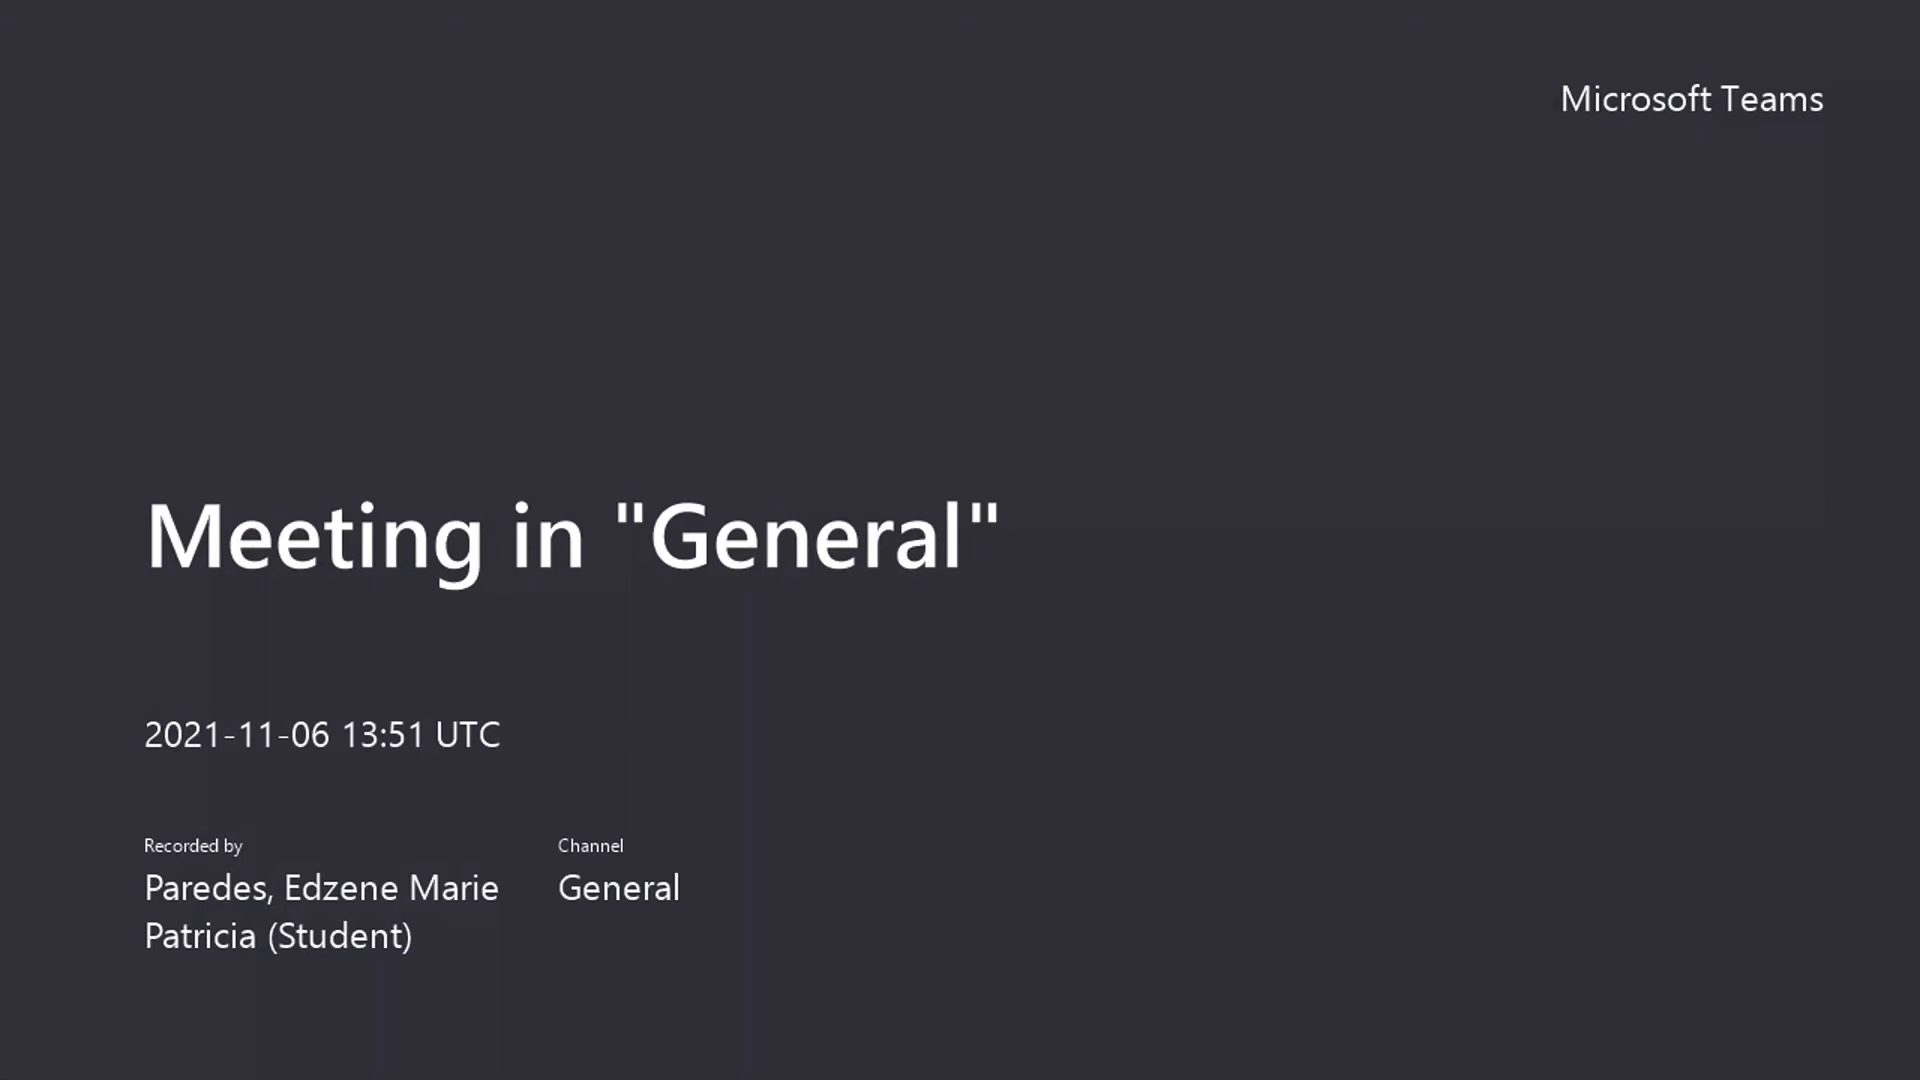 Microsoft Teams
Meeting in "General"
2021-11-06 13:51 UTC
Recorded by
Paredes, Edzene Marie
Patricia (Student)
Channel
General